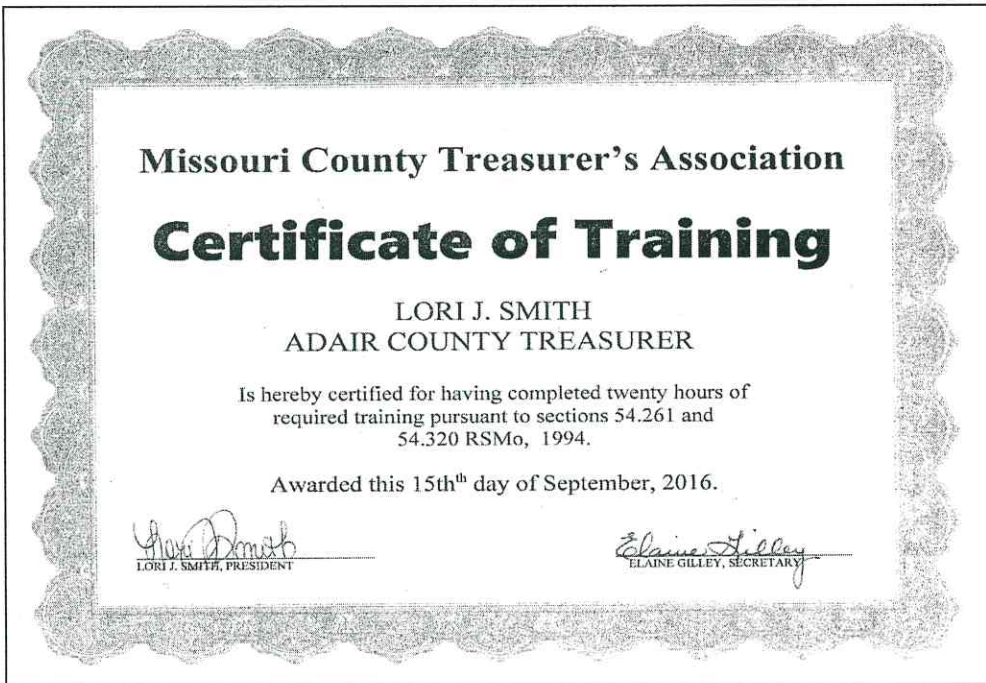 Missouri County Treasurer's Association
Certificate of Training
LORI J. SMITH
ADAIR COUNTY TREASURER
Is hereby certified for having completed twenty hours of
required training pursuant to sections 54.261 and
54.320 RSMo, 1994.
Awarded this 15thth day of September, 2016.
Lori J Smith
LORI J. SMITH, PRESIDENT
Elaine Gilley
ELAINE GILLEY, SECRETARY